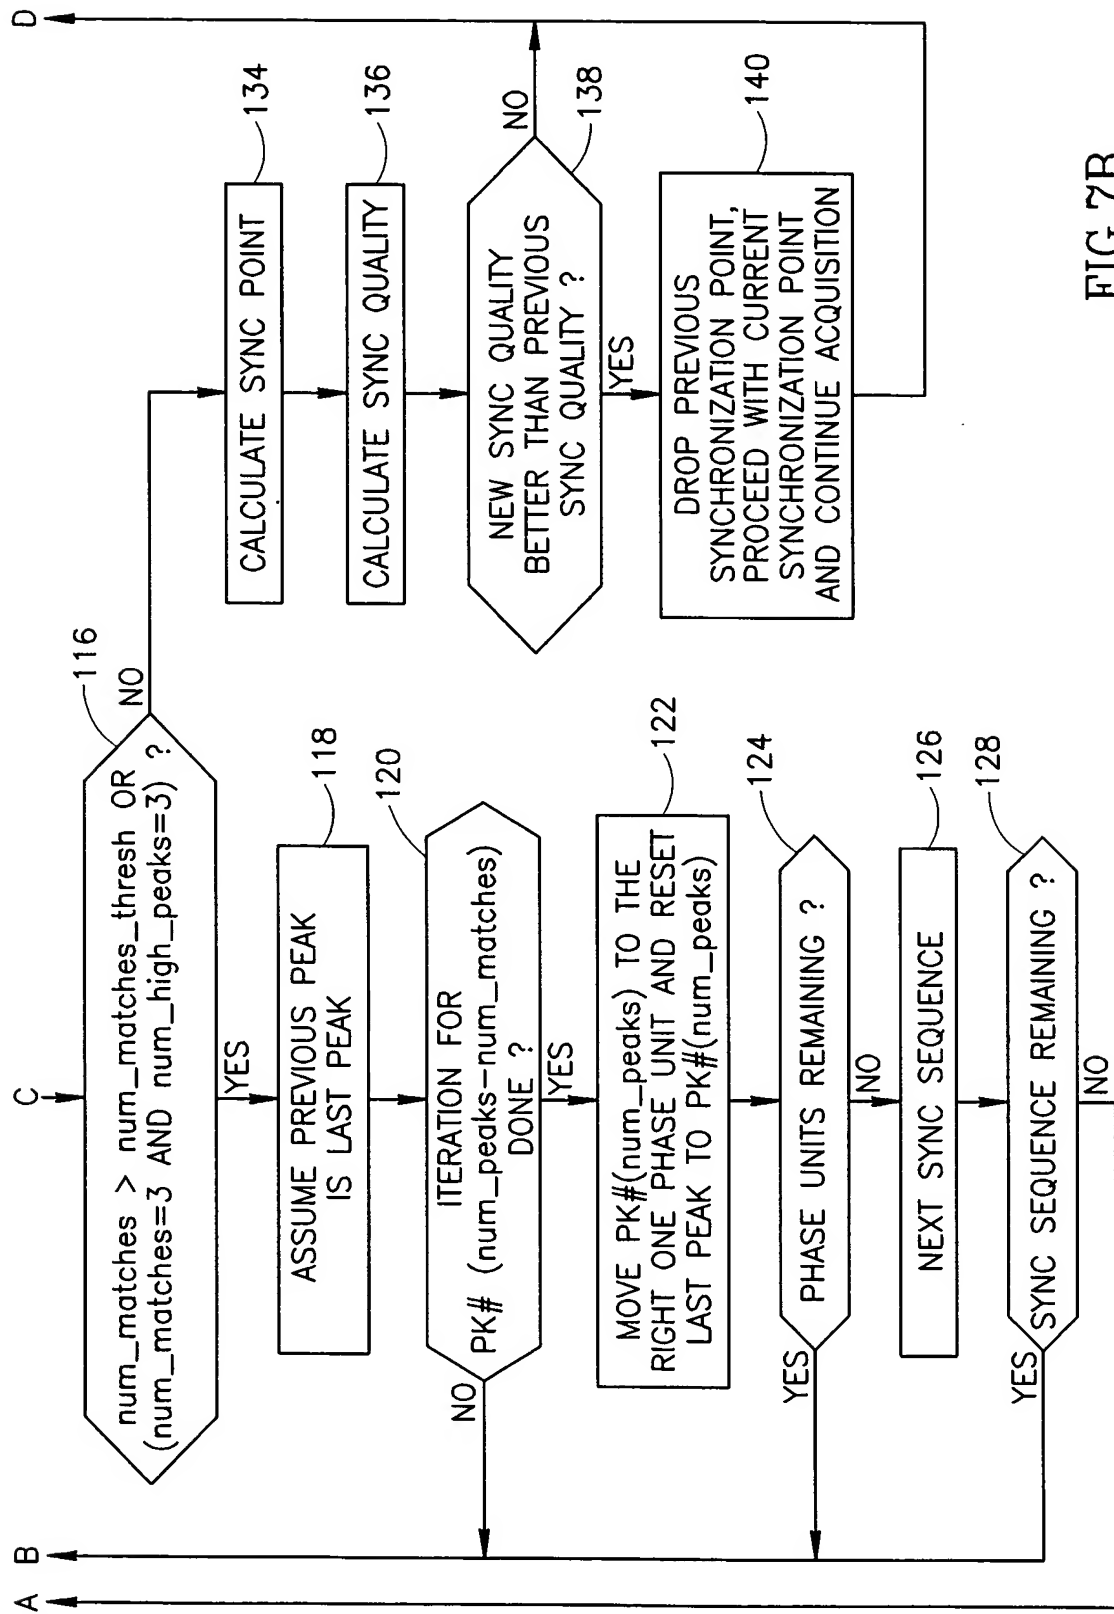 A
B
C
D
116
num_matches > num_matches_thresh OR
(num_matches=3 AND num_high_peaks=3) ?
NO
YES
118
ASSUME PREVIOUS PEAK
IS LAST PEAK
120
ITERATION FOR
PK# (num_peaks-num_matches)
DONE ?
NO
YES
122
MOVE PK#(num_peaks) TO THE
RIGHT ONE PHASE UNIT AND RESET
LAST PEAK TO PK#(num_peaks)
124
PHASE UNITS REMAINING ?
YES
NO
126
NEXT SYNC SEQUENCE
128
SYNC SEQUENCE REMAINING ?
YES
NO
134
CALCULATE SYNC POINT
136
CALCULATE SYNC QUALITY
138
NEW SYNC QUALITY
BETTER THAN PREVIOUS
SYNC QUALITY ?
NO
YES
140
DROP PREVIOUS
SYNCHRONIZATION POINT,
PROCEED WITH CURRENT
SYNCHRONIZATION POINT
AND CONTINUE ACQUISITION
FIG.7B